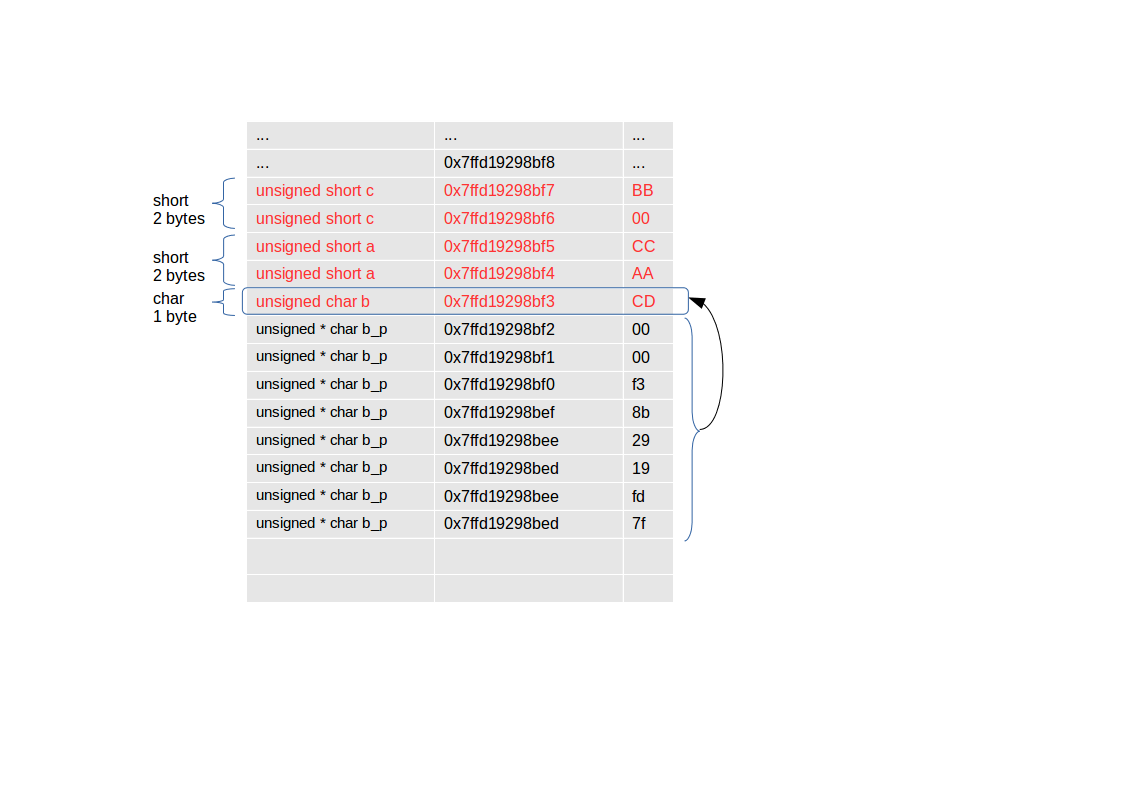 ... ... ...
... 0x7ffd19298bf8 ...
short
2 bytes
unsigned short c 0x7ffd19298bf7 BB
unsigned short c 0x7ffd19298bf6 00
short
2 bytes
unsigned short a 0x7ffd19298bf5 CC
unsigned short a 0x7ffd19298bf4 AA
char
1 byte
unsigned char b 0x7ffd19298bf3 CD
unsigned * char b_p 0x7ffd19298bf2 00
unsigned * char b_p 0x7ffd19298bf1 00
unsigned * char b_p 0x7ffd19298bf0 f3
unsigned * char b_p 0x7ffd19298bef 8b
unsigned * char b_p 0x7ffd19298bee 29
unsigned * char b_p 0x7ffd19298bed 19
unsigned * char b_p 0x7ffd19298bee fd
unsigned * char b_p 0x7ffd19298bed 7f